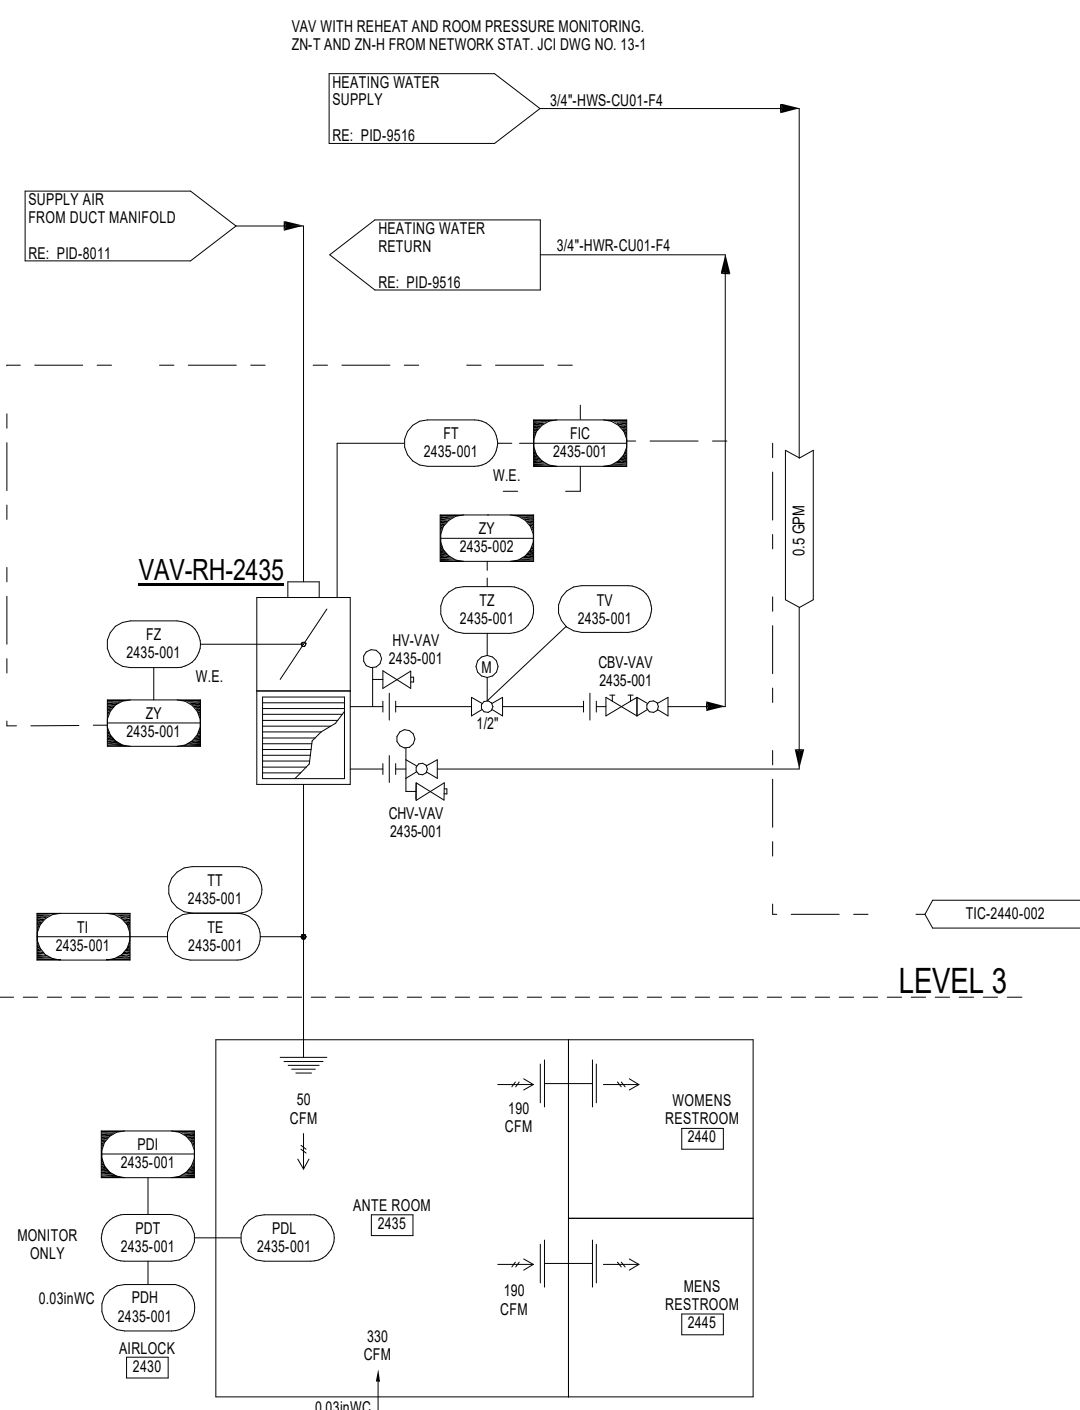 VAV WITH REHEAT AND ROOM PRESSURE MONITORING.
ZN-T AND ZN-H FROM NETWORK STAT. JCI DWG NO. 13-1
HEATING WATER
SUPPLY
RE: PID-9516
3/4"-HWS-CU01-F4
SUPPLY AIR
FROM DUCT MANIFOLD
RE: PID-8011
HEATING WATER
RETURN
RE: PID-9516
3/4"-HWR-CU01-F4
FT
2435-001
FIC
2435-001
W.E.
0.5 GPM
ZY
2435-002
VAV-RH-2435
TZ
2435-001
TV
2435-001
FZ
2435-001
W.E.
HV-VAV
2435-001
M
CBV-VAV
2435-001
ZY
2435-001
1/2"
CHV-VAV
2435-001
TT
2435-001
TI
2435-001
TE
2435-001
TIC-2440-002
LEVEL 3
50
CFM
190
CFM
WOMENS
RESTROOM
2440
PDI
2435-001
ANTE ROOM
2435
MONITOR
ONLY
PDT
2435-001
PDL
2435-001
0.03inWC
PDH
2435-001
190
CFM
MENS
RESTROOM
2445
AIRLOCK
2430
330
CFM
0.03inWC